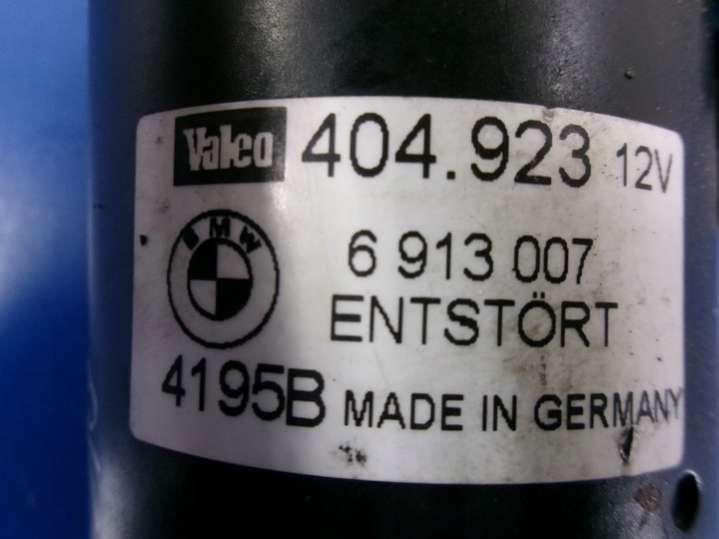 Valeo 404.923 12V
BMW 6 913 007
ENTSTÖRT
4195B MADE IN GERMANY